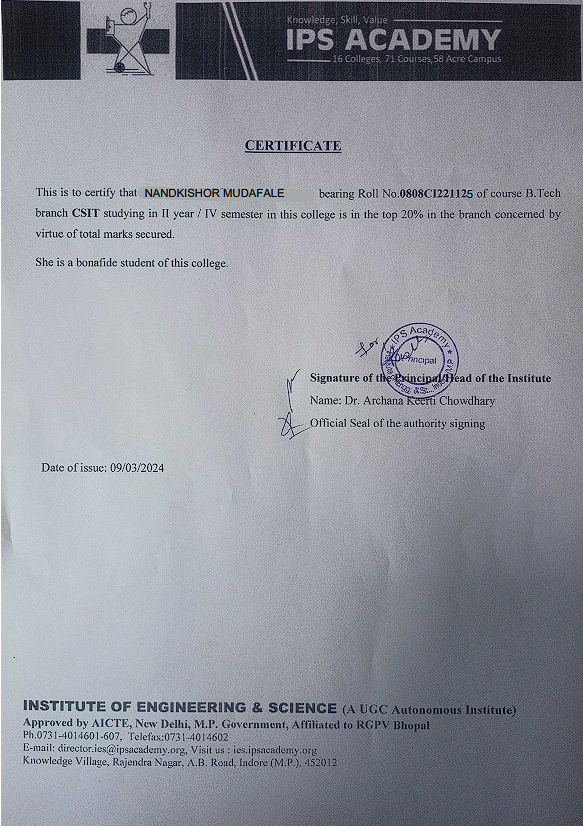 Knowledge, Skill, Value
IPS ACADEMY
16 Colleges, 71 Courses, 58 Acre Campus
CERTIFICATE
This is to certify that NANDKISHOR MUDAFALE bearing Roll No.0808CI221125 of course B.Tech
branch CSIT studying in II year / IV semester in this college is in the top 20% in the branch concerned by
virtue of total marks secured.
She is a bonafide student of this college.
for
IPS Academy
Principal
Signature of the Principal/Head of the Institute
Name: Dr. Archana Keerti Chowdhary
Official Seal of the authority signing
Date of issue: 09/03/2024
INSTITUTE OF ENGINEERING & SCIENCE (A UGC Autonomous Institute)
Approved by AICTE, New Delhi, M.P. Government, Affiliated to RGPV Bhopal
Ph.0731-4014601-607, Telefax:0731-4014602
E-mail: director.ies@ipsacademy.org, Visit us : ies.ipsacademy.org
Knowledge Village, Rajendra Nagar, A.B. Road, Indore (M.P.), 452012